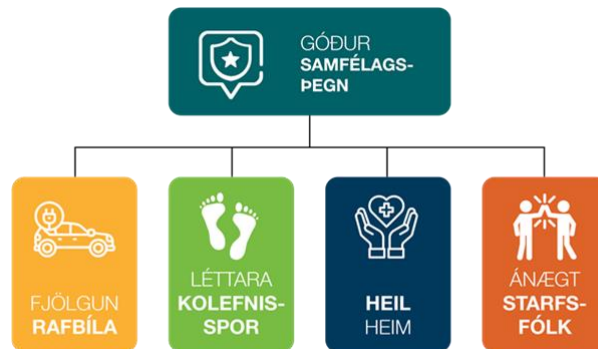 GÓÐUR
SAMFÉLAGS-
ÞEGN
FJÖLGUN
RAFBÍLA
LÉTTARA
KOLEFNIS-
SPOR
HEIL
HEIM
ÁNÆGT
STARFS-
FÓLK